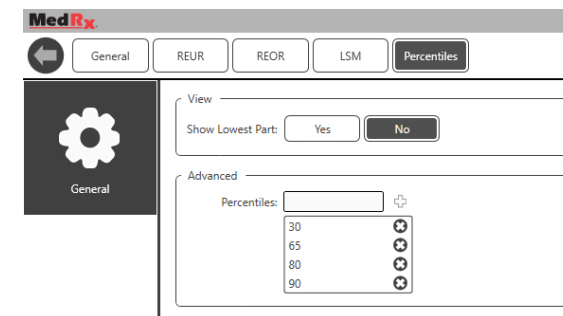 MedRx
General REUR REOR LSM Percentiles
General
View
Show Lowest Part: Yes No
Advanced
Percentiles:
30
65
80
90